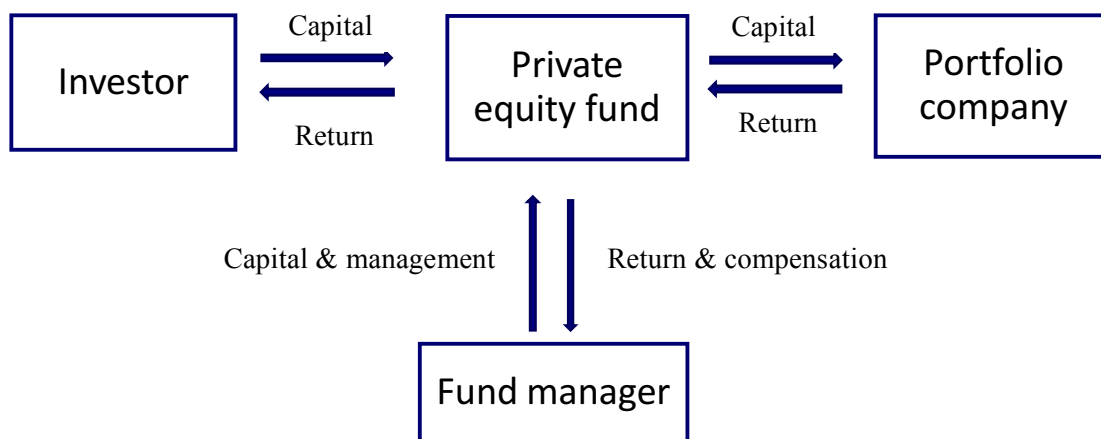 Capital
Investor
Return
Private
equity fund
Capital
Return
Portfolio
company
Capital & management
Return & compensation
Fund manager